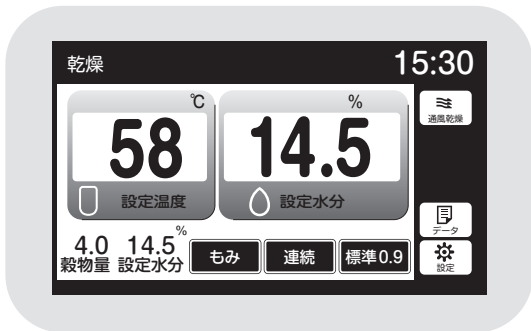 乾燥 15:30
℃ %
58 14.5
設定温度 設定水分
通風乾燥
データ
設定
4.0 14.5%
穀物量 設定水分
もみ 連続 標準0.9